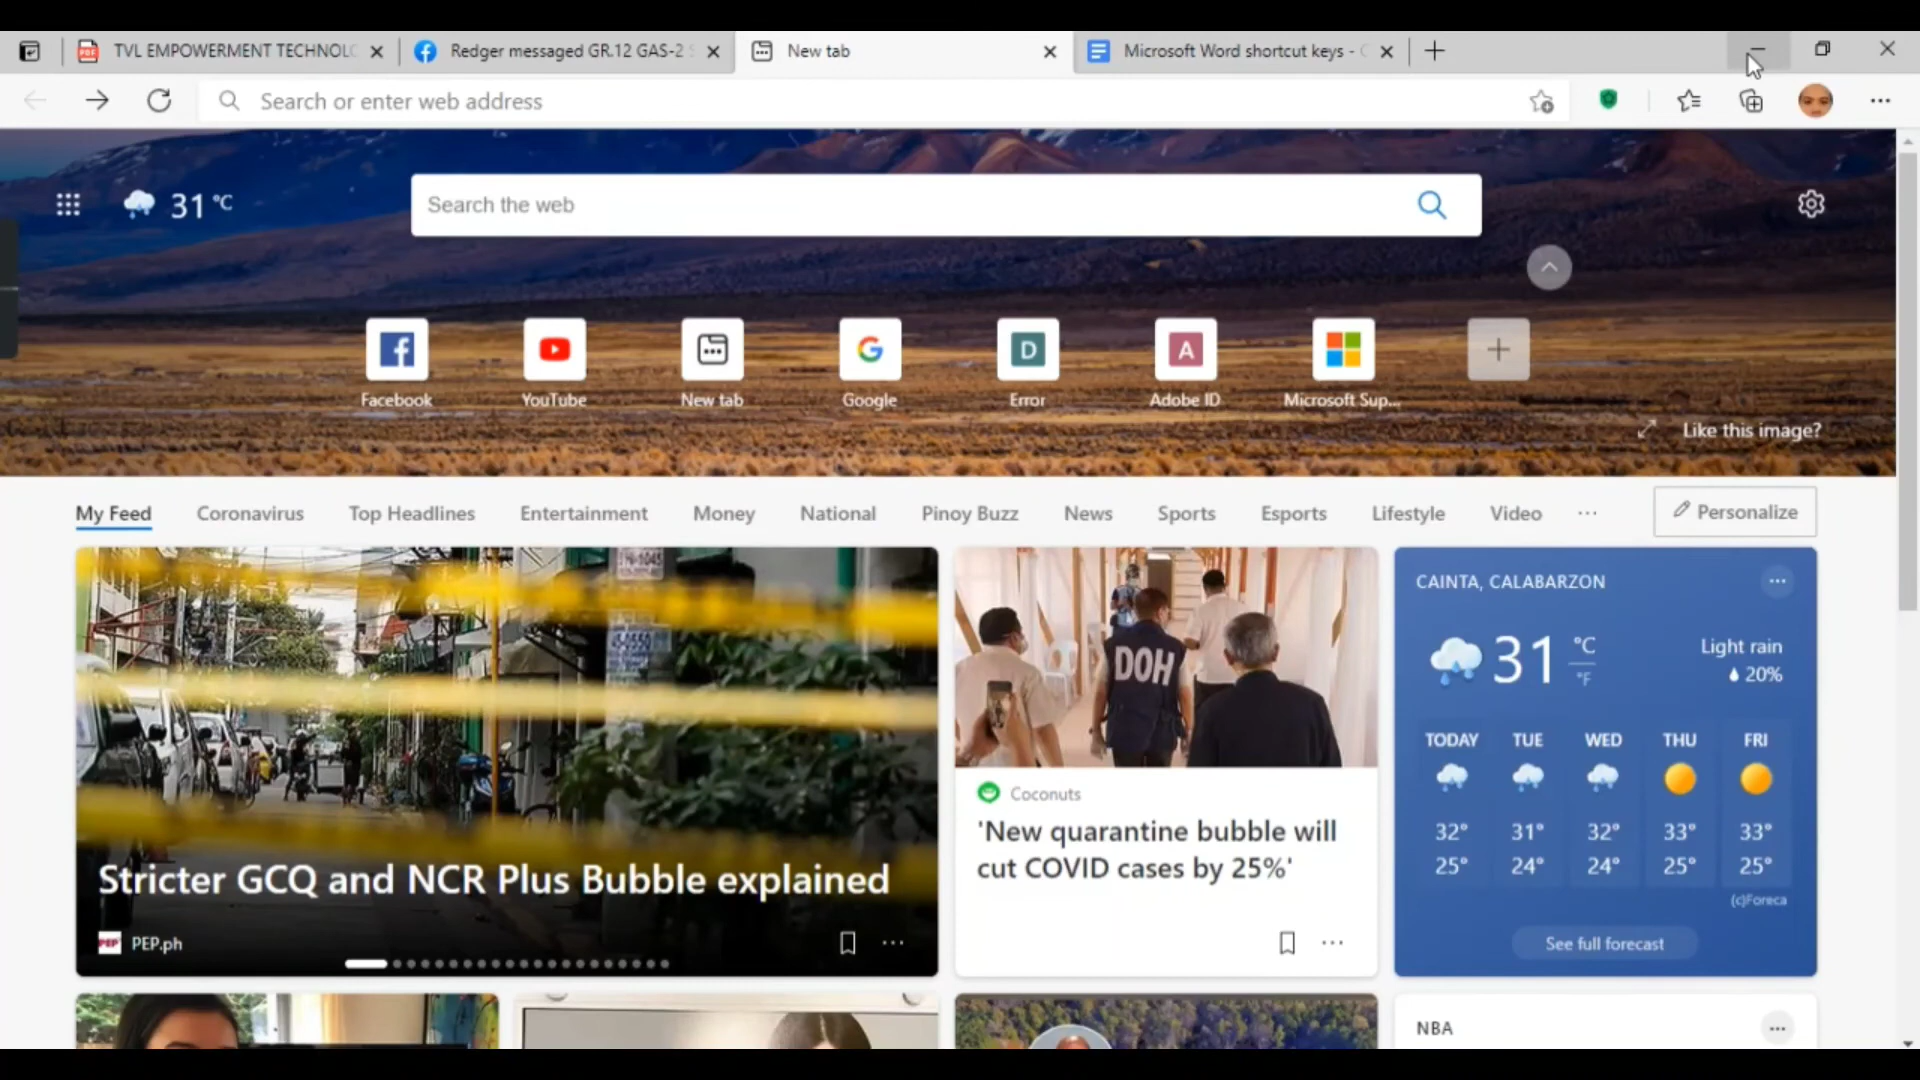 TVL EMPOWERMENT TECHNOLO
Redger messaged GR.12 GAS-2
New tab
Microsoft Word shortcut keys -
Search or enter web address
31 °C
Search the web
Facebook
YouTube
New tab
Google
D
Error
A
Adobe ID
Microsoft Sup...
Like this image?
My Feed
Coronavirus
Top Headlines
Entertainment
Money
National
Pinoy Buzz
News
Sports
Esports
Lifestyle
Video
Personalize
Stricter GCQ and NCR Plus Bubble explained
PEP
PEP.ph
DOH
Coconuts
'New quarantine bubble will
cut COVID cases by 25%'
CAINTA, CALABARZON
31 °C
°F
Light rain
20%
TODAY TUE WED THU FRI
32° 31° 32° 33° 33°
25° 24° 24° 25° 25°
(c)Foreca
See full forecast
NBA